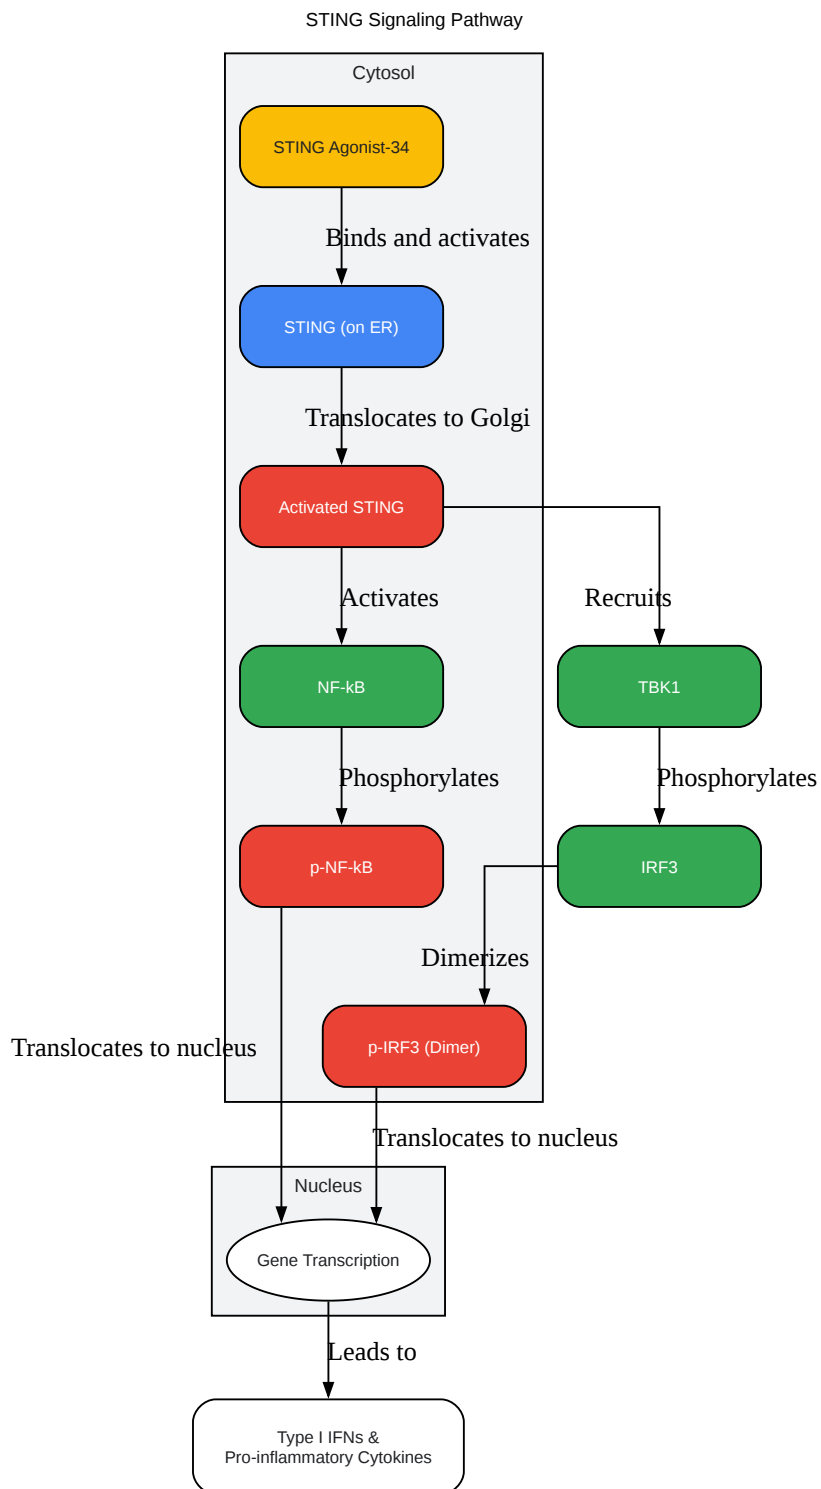 STING Signaling Pathway
Cytosol
STING Agonist-34
Binds and activates
STING (on ER)
Translocates to Golgi
Activated STING
Activates
Recruits
NF-kB
TBK1
Phosphorylates
Phosphorylates
p-NF-kB
IRF3
Dimerizes
Translocates to nucleus
p-IRF3 (Dimer)
Translocates to nucleus
Nucleus
Gene Transcription
Leads to
Type I IFNs &
Pro-inflammatory Cytokines